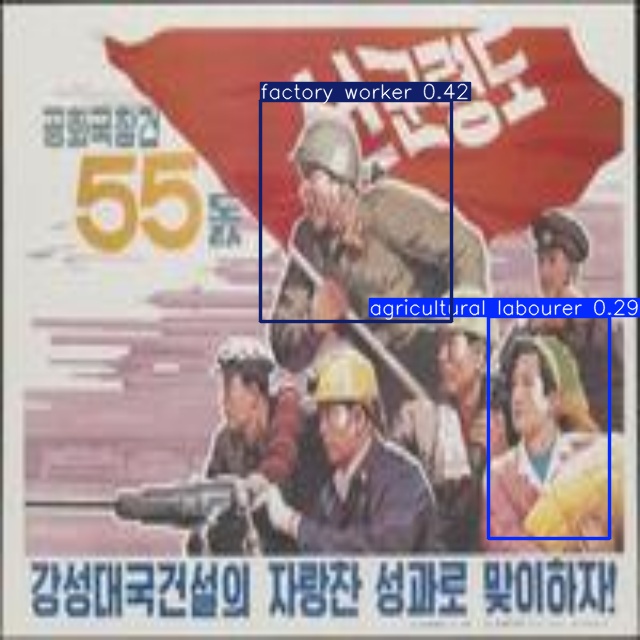 factory worker 0.42
공화국창건
55돐
agricultural labourer 0.29
강성대국건설의 자랑찬 성과로 맞이하자!